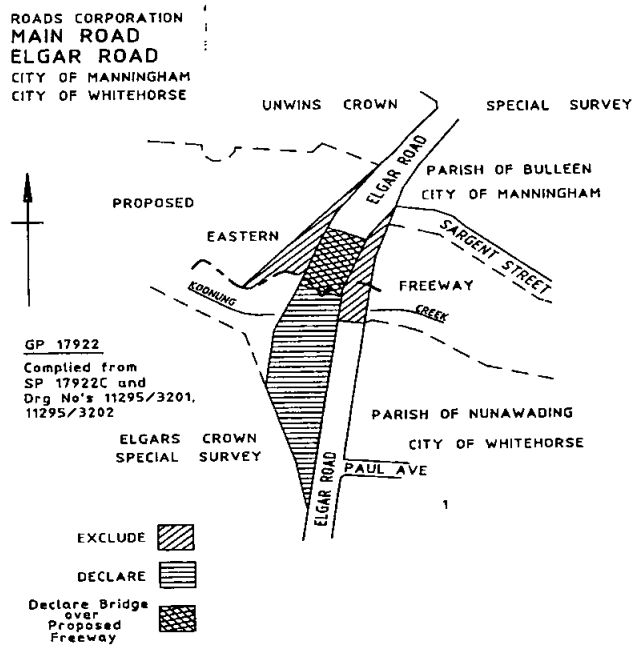 ROADS CORPORATION
MAIN ROAD
ELGAR ROAD
CITY OF MANNINGHAM
CITY OF WHITEHORSE
UNWINS CROWN
SPECIAL SURVEY
ELGAR ROAD
PARISH OF BULLEEN
CITY OF MANNINGHAM
PROPOSED
EASTERN
SARGENT STREET
FREEWAY
KOONUNG
CREEK
GP 17922
Complied from
SP 17922C and
Drg No's 11295/3201,
11295/3202
PARISH OF NUNAWADING
CITY OF WHITEHORSE
ELGARS CROWN
SPECIAL SURVEY
ELGAR ROAD
PAUL AVE
1
EXCLUDE
DECLARE
Declare Bridge
over
Proposed
Freeway